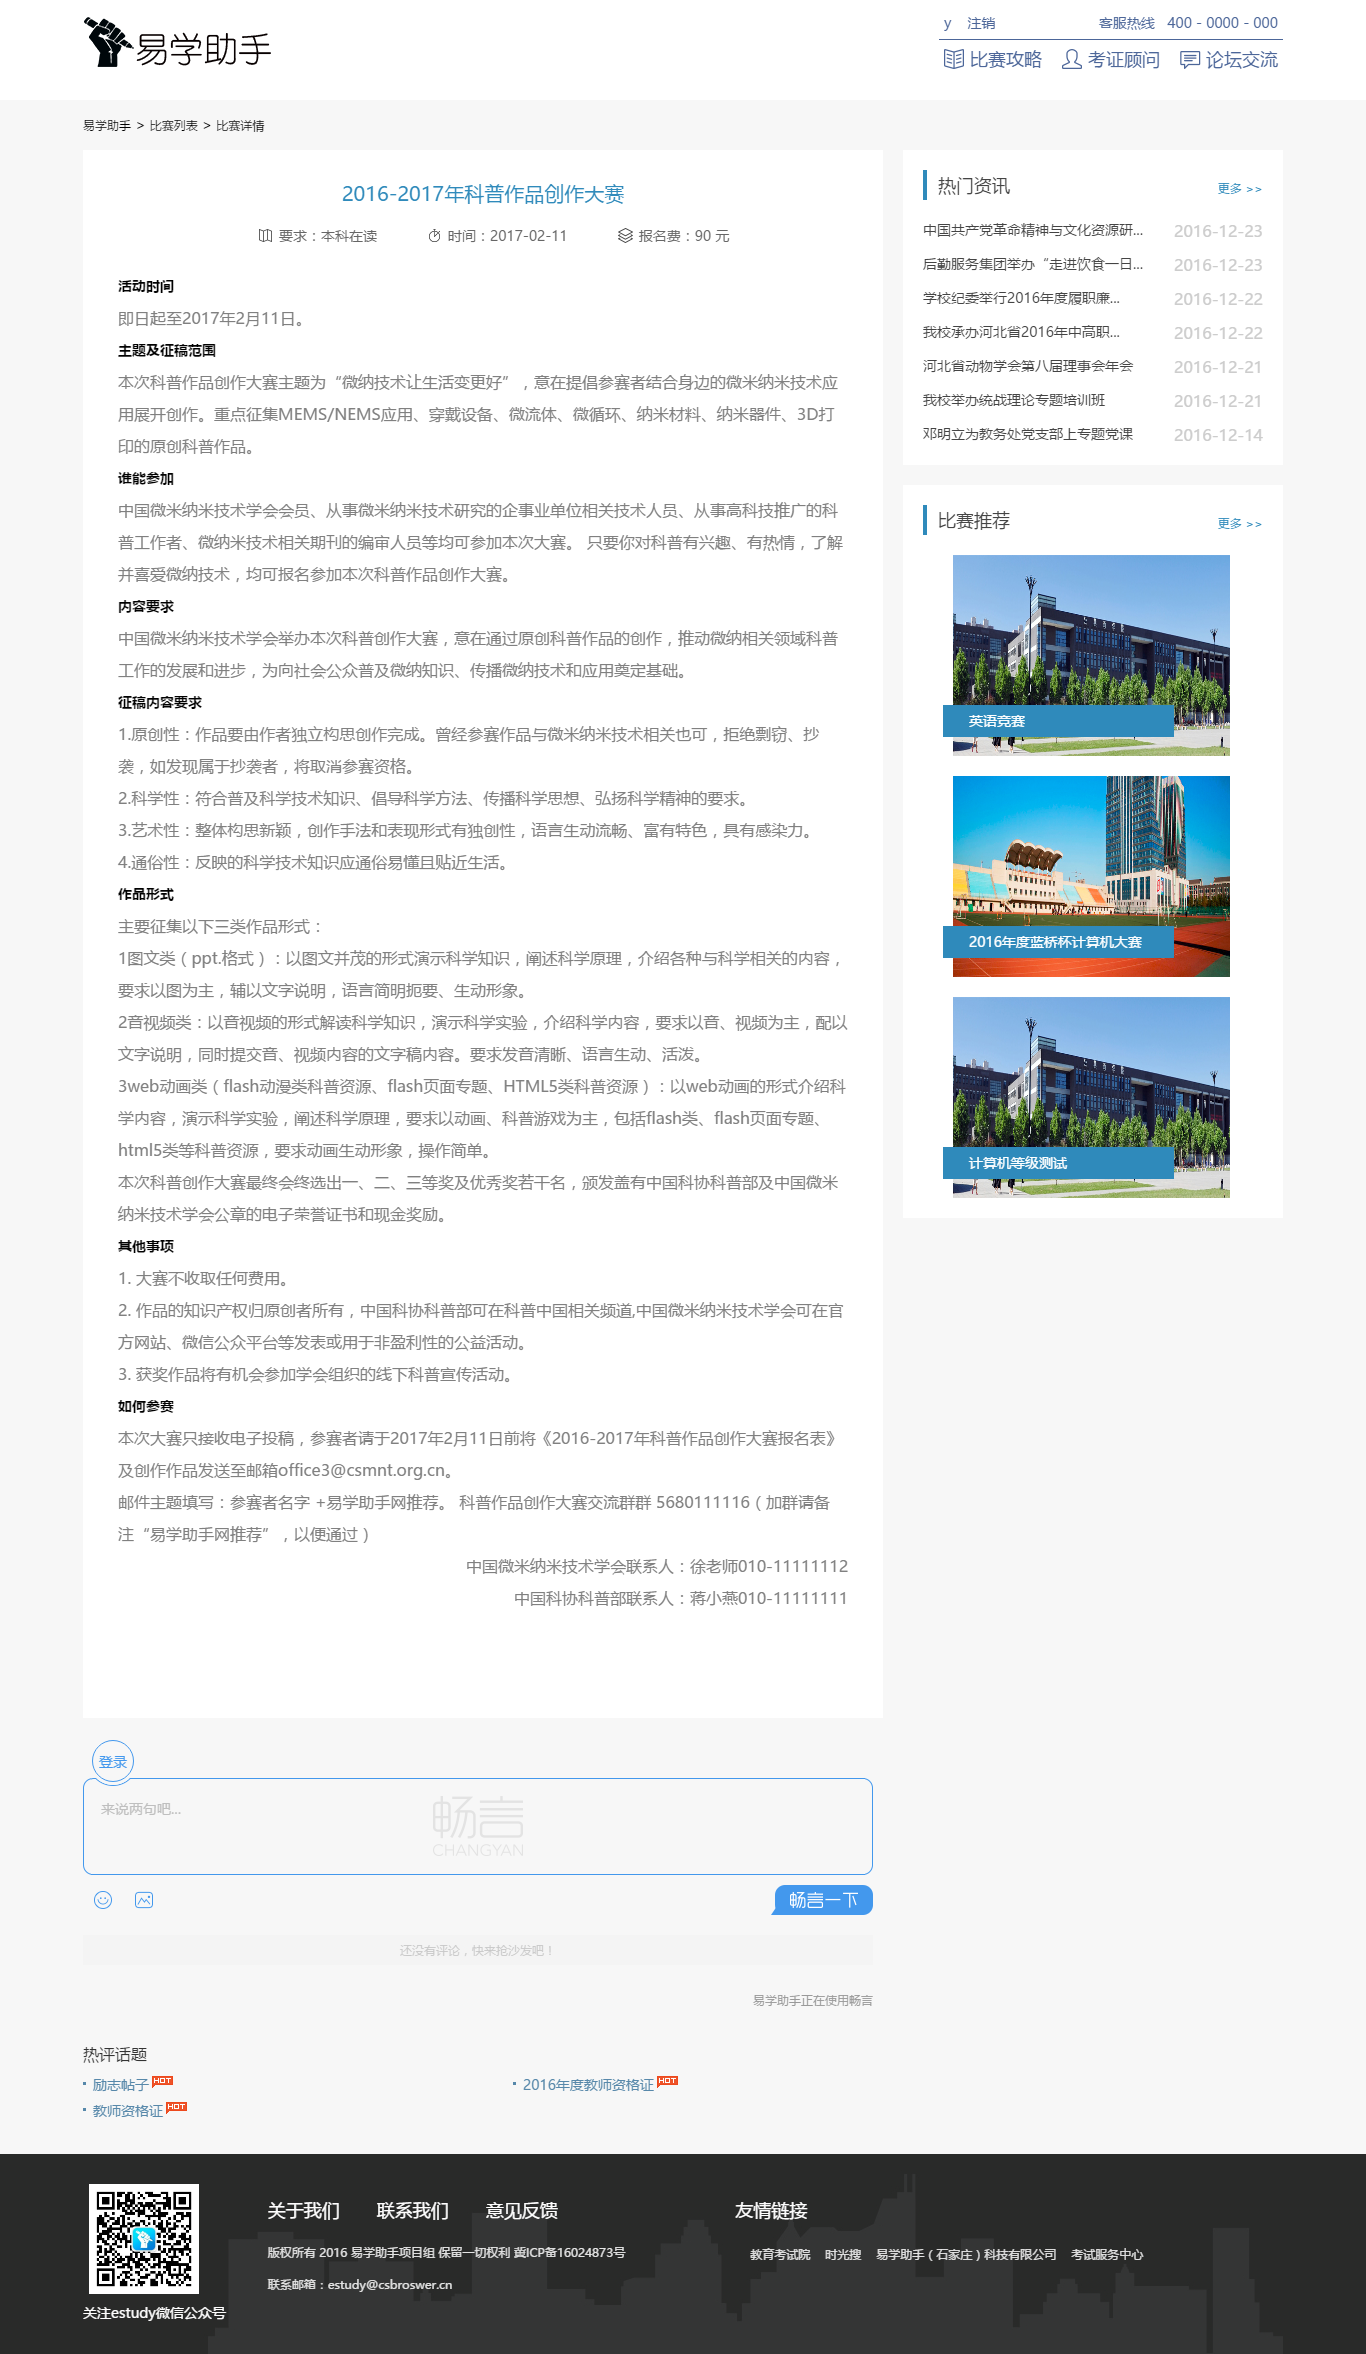 易学助手
y 注销 客服热线 400 - 0000 - 000
比赛攻略 考证顾问 论坛交流
易学助手 > 比赛列表 > 比赛详情
2016-2017年科普作品创作大赛
要求：本科在读 时间：2017-02-11 报名费：90 元
活动时间
即日起至2017年2月11日。
主题及征稿范围
本次科普作品创作大赛主题为“微纳技术让生活变更好”，意在提倡参赛者结合身边的微米纳米技术应
用展开创作。重点征集MEMS/NEMS应用、穿戴设备、微流体、微循环、纳米材料、纳米器件、3D打
印的原创科普作品。
谁能参加
中国微米纳米技术学会会员、从事微米纳米技术研究的企事业单位相关技术人员、从事高科技推广的科
普工作者、微纳米技术相关期刊的编审人员等均可参加本次大赛。 只要你对科普有兴趣、有热情，了解
并喜爱微纳技术，均可报名参加本次科普作品创作大赛。
内容要求
中国微米纳米技术学会举办本次科普创作大赛，意在通过原创科普作品的创作，推动微纳相关领域科普
工作的发展和进步，为向社会公众普及微纳知识、传播微纳技术和应用奠定基础。
征稿内容要求
1.原创性：作品要由作者独立构思创作完成。曾经参赛作品与微米纳米技术相关也可，拒绝剽窃、抄
袭，如发现属于抄袭者，将取消参赛资格。
2.科学性：符合普及科学技术知识、倡导科学方法、传播科学思想、弘扬科学精神的要求。
3.艺术性：整体构思新颖，创作手法和表现形式有独创性，语言生动流畅、富有特色，具有感染力。
4.通俗性：反映的科学技术知识应通俗易懂且贴近生活。
作品形式
主要征集以下三类作品形式：
1图文类（ppt.格式）：以图文并茂的形式演示科学知识，阐述科学原理，介绍各种与科学相关的内容，
要求以图为主，辅以文字说明，语言简明扼要、生动形象。
2音视频类：以音视频的形式解读科学知识，演示科学实验，介绍科学内容，要求以音、视频为主，配以
文字说明，同时提交音、视频内容的文字稿内容。要求发音清晰、语言生动、活泼。
3web动画类（flash动漫类科普资源、flash页面专题、HTML5类科普资源）：以web动画的形式介绍科
学内容，演示科学实验，阐述科学原理，要求以动画、科普游戏为主，包括flash类、flash页面专题、
html5类等科普资源，要求动画生动形象，操作简单。
本次科普创作大赛最终会终选出一、二、三等奖及优秀奖若干名，颁发盖有中国科协科普部及中国微米
纳米技术学会公章的电子荣誉证书和现金奖励。
其他事项
1. 大赛不收取任何费用。
2. 作品的知识产权归原创者所有，中国科协科普部可在科普中国相关频道,中国微米纳米技术学会可在官
方网站、微信公众平台等发表或用于非盈利性的公益活动。
3. 获奖作品将有机会参加学会组织的线下科普宣传活动。
如何参赛
本次大赛只接收电子投稿，参赛者请于2017年2月11日前将《2016-2017年科普作品创作大赛报名表》
及创作作品发送至邮箱office3@csmnt.org.cn。
邮件主题填写：参赛者名字 +易学助手网推荐。 科普作品创作大赛交流群群 5680111116（加群请备
注“易学助手网推荐”，以便通过）
中国微米纳米技术学会联系人：徐老师010-11111112
中国科协科普部联系人：蒋小燕010-11111111
热门资讯 更多 >>
中国共产党革命精神与文化资源研... 2016-12-23
后勤服务集团举办“走进饮食一日... 2016-12-23
学校纪委举行2016年度履职廉... 2016-12-22
我校承办河北省2016年中高职... 2016-12-22
河北省动物学会第八届理事会年会 2016-12-21
我校举办统战理论专题培训班 2016-12-21
邓明立为教务处党支部上专题党课 2016-12-14
比赛推荐 更多 >>
英语竞赛
2016年度蓝桥杯计算机大赛
计算机等级测试
登录
来说两句吧...
畅言
CHANGYAN
畅言一下
还没有评论，快来抢沙发吧！
易学助手正在使用畅言
热评话题
励志帖子 HOT 2016年度教师资格证 HOT
教师资格证 HOT
关于我们 联系我们 意见反馈 友情链接
版权所有 2016 易学助手项目组 保留一切权利 冀ICP备16024873号
教育考试院 时光搜 易学助手（石家庄）科技有限公司 考试服务中心
联系邮箱：estudy@csbroswer.cn
关注estudy微信公众号